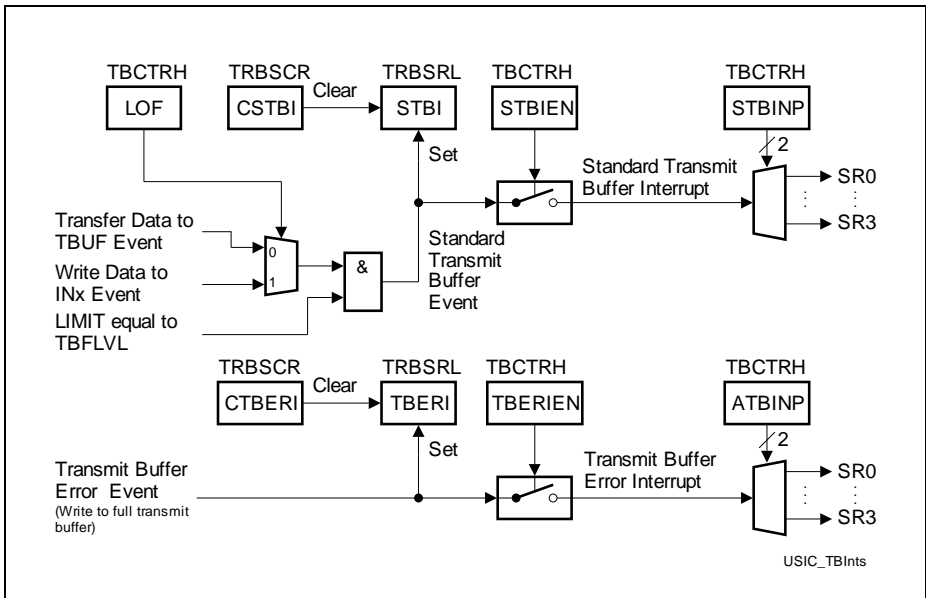 TBCTRH
TRBSCR
TRBSRL
TBCTRH
TBCTRH
LOF
CSTBI
Clear
STBI
STBIEN
STBINP
2
Set
Standard Transmit
Buffer Interrupt
SR0
SR3
Transfer Data to
TBUF Event
0
Write Data to
INx Event
1
&
Standard
Transmit
Buffer
Event
LIMIT equal to
TBFLVL
TRBSCR
TRBSRL
TBCTRH
TBCTRH
CTBERI
Clear
TBERI
TBERIEN
ATBINP
2
Set
Transmit Buffer
Error Event
(Write to full transmit
buffer)
Transmit Buffer
Error Interrupt
SR0
SR3
USIC_TBInts